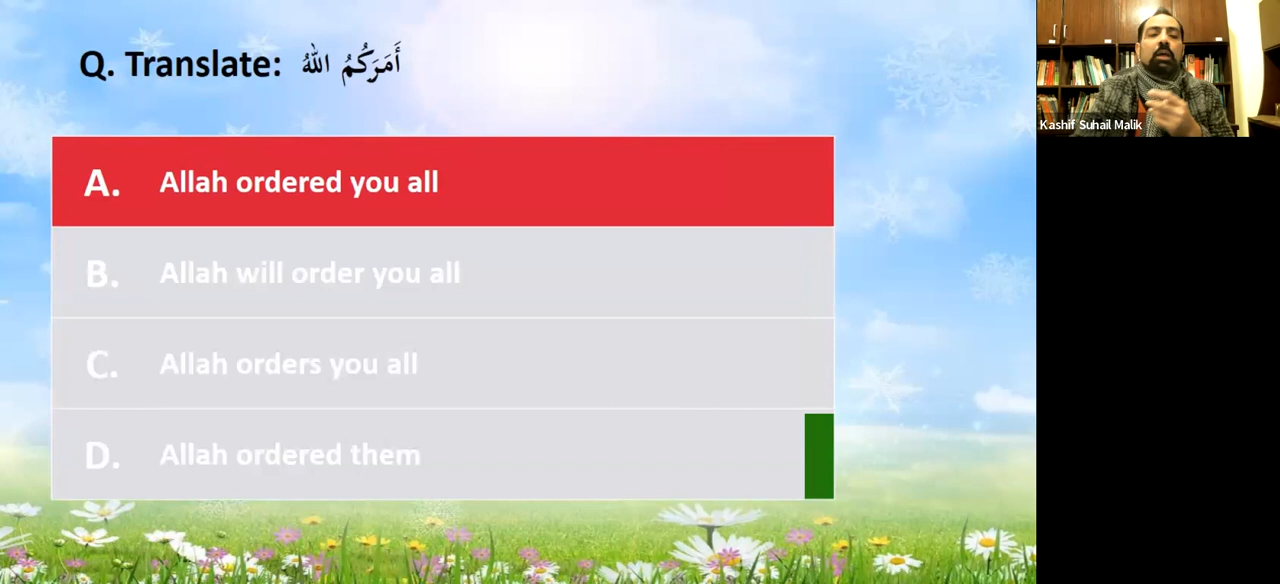 Q. Translate: أَمَرَكُمُ اللّٰهُ
A. Allah ordered you all
B. Allah will order you all
C. Allah orders you all
D. Allah ordered them
Kashif Suhail Malik